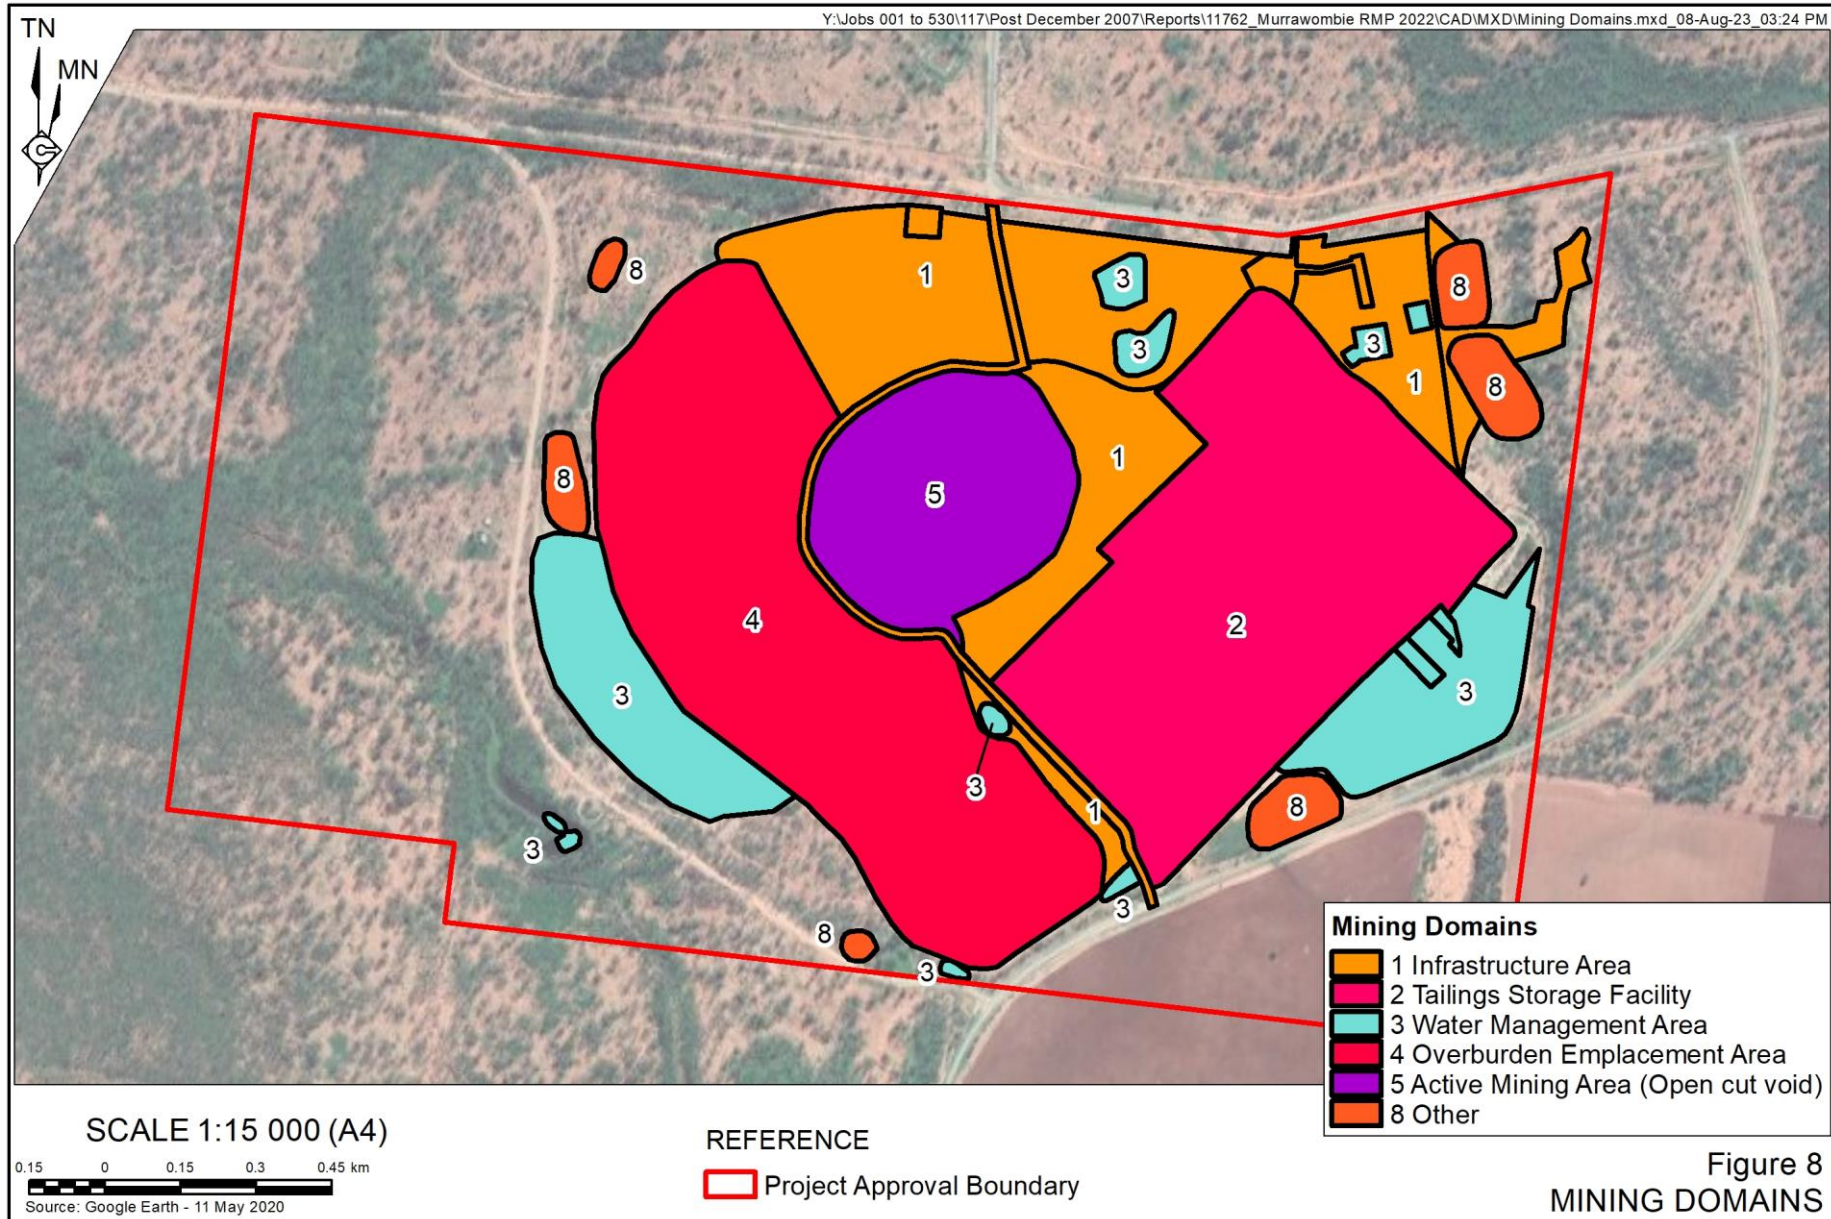 Y:\Jobs 001 to 530\117\Post December 2007\Reports\11762_Murrawombie RMP 2022\CAD\MXD\Mining Domains.mxd_08-Aug-23_03:24 PM
TN
MN
8
1
3
3
3
8
1
8
8
1
5
4
2
3
3
3
1
8
3
3
8
3
Mining Domains
1 Infrastructure Area
2 Tailings Storage Facility
3 Water Management Area
4 Overburden Emplacement Area
5 Active Mining Area (Open cut void)
8 Other
SCALE 1:15 000 (A4)
0.15 0 0.15 0.3 0.45 km
Source: Google Earth - 11 May 2020
REFERENCE
Project Approval Boundary
Figure 8
MINING DOMAINS